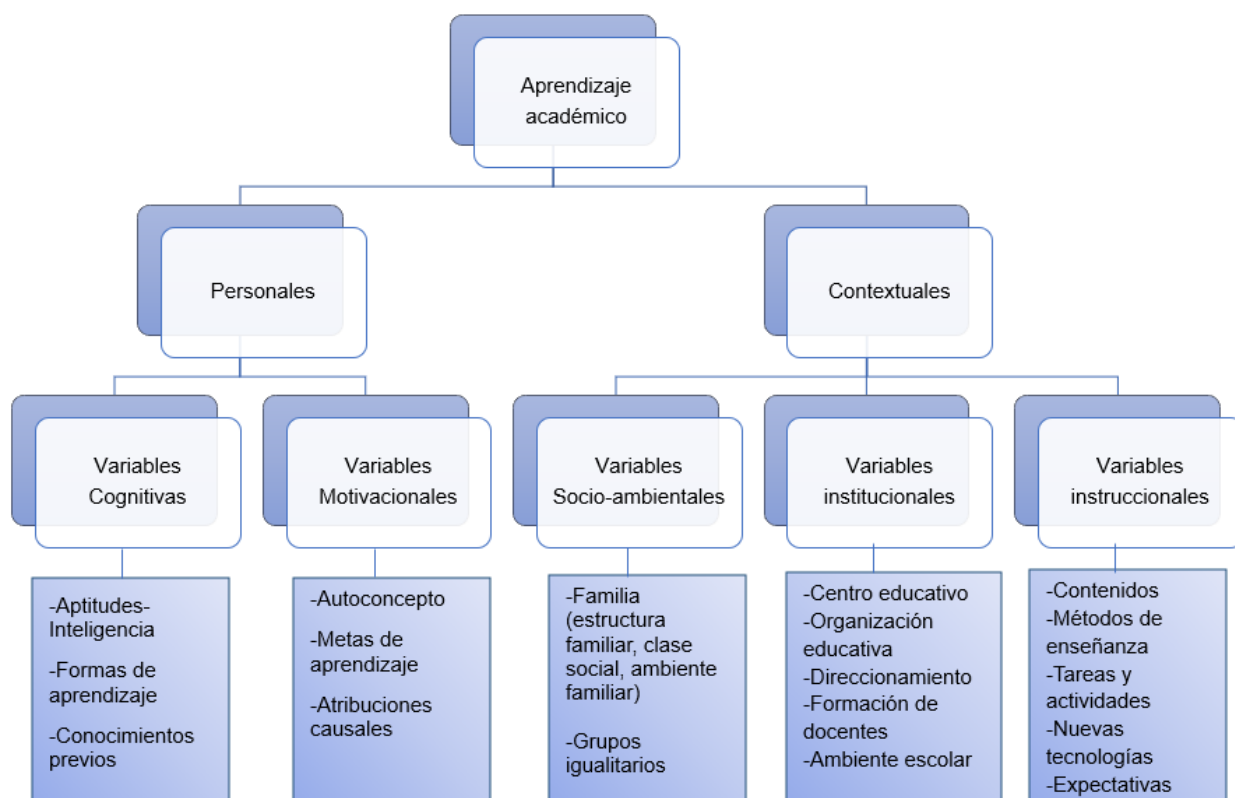 Aprendizaje
académico
Personales
Contextuales
Variables
Cognitivas
Variables
Motivacionales
Variables
Socio-ambientales
Variables
institucionales
Variables
instruccionales
-Aptitudes-
Inteligencia
-Formas de
aprendizaje
-Conocimientos
previos
-Autoconcepto
-Metas de
aprendizaje
-Atribuciones
causales
-Familia
(estructura
familiar, clase
social, ambiente
familiar)
-Grupos
igualitarios
-Centro educativo
-Organización
educativa
-Direccionamiento
-Formación de
docentes
-Ambiente escolar
-Contenidos
-Métodos de
enseñanza
-Tareas y
actividades
-Nuevas
tecnologías
-Expectativas